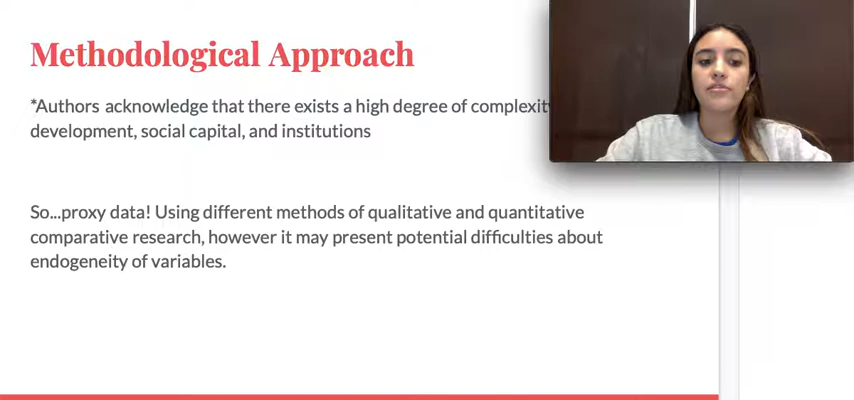 Methodological Approach
*Authors acknowledge that there exists a high degree of
development, social capital, and institutions
So...proxy data! Using different methods of qualitative and quantitative
comparative research, however it may present potential difficulties about
endogeneity of variables.